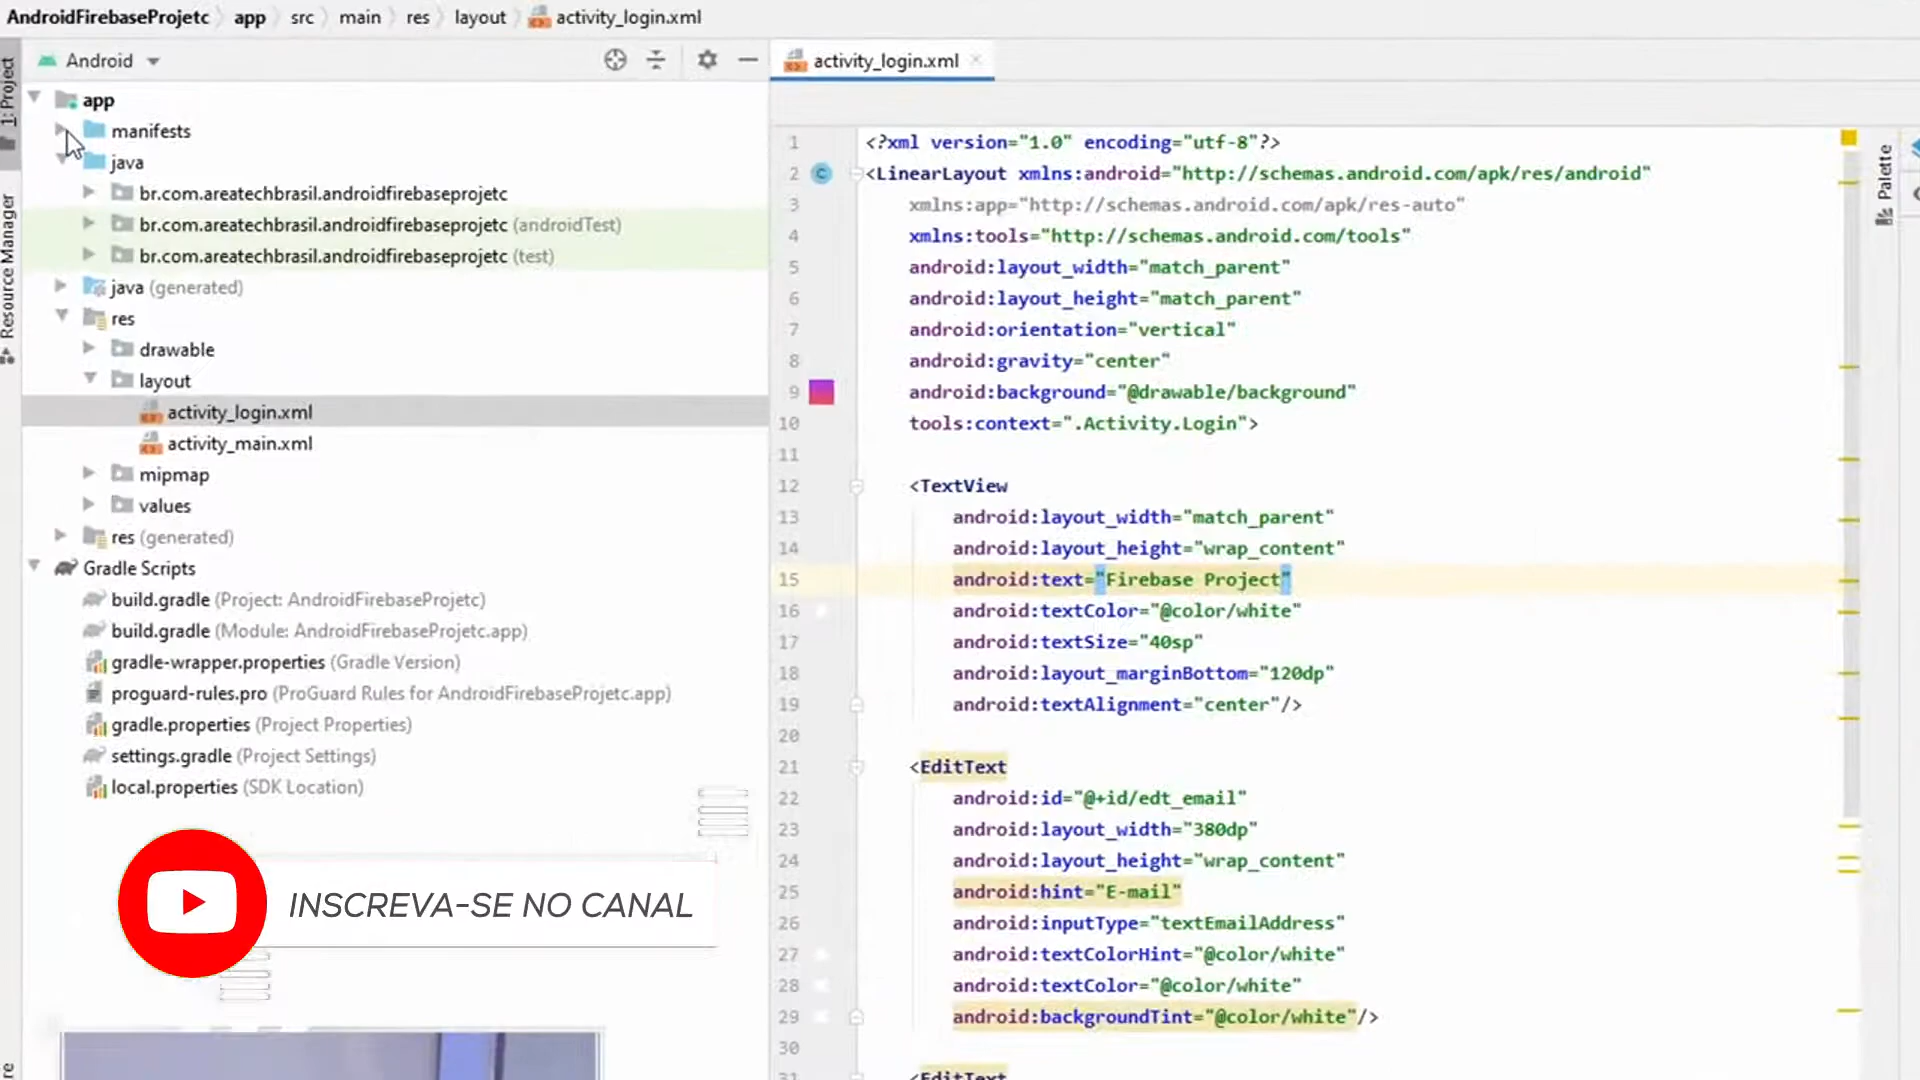 AndroidFirebaseProjetc app src main res layout activity_login.xml
1: Project
Resource Manager
Android
app
manifests
java
br.com.areatechbrasil.androidfirebaseprojetc
br.com.areatechbrasil.androidfirebaseprojetc (androidTest)
br.com.areatechbrasil.androidfirebaseprojetc (test)
java (generated)
res
drawable
layout
activity_login.xml
activity_main.xml
mipmap
values
res (generated)
Gradle Scripts
build.gradle (Project: AndroidFirebaseProjetc)
build.gradle (Module: AndroidFirebaseProjetc.app)
gradle-wrapper.properties (Gradle Version)
proguard-rules.pro (ProGuard Rules for AndroidFirebaseProjetc.app)
gradle.properties (Project Properties)
settings.gradle (Project Settings)
local.properties (SDK Location)
INSCREVA-SE NO CANAL
activity_login.xml
1 <?xml version="1.0" encoding="utf-8"?>
2 <LinearLayout xmlns:android="http://schemas.android.com/apk/res/android"
3 xmlns:app="http://schemas.android.com/apk/res-auto"
4 xmlns:tools="http://schemas.android.com/tools"
5 android:layout_width="match_parent"
6 android:layout_height="match_parent"
7 android:orientation="vertical"
8 android:gravity="center"
9 android:background="@drawable/background"
10 tools:context=".Activity.Login">
11
12 <TextView
13 android:layout_width="match_parent"
14 android:layout_height="wrap_content"
15 android:text="Firebase Project"
16 android:textColor="@color/white"
17 android:textSize="40sp"
18 android:layout_marginBottom="120dp"
19 android:textAlignment="center"/>
20
21 <EditText
22 android:id="@+id/edt_email"
23 android:layout_width="380dp"
24 android:layout_height="wrap_content"
25 android:hint="E-mail"
26 android:inputType="textEmailAddress"
27 android:textColorHint="@color/white"
28 android:textColor="@color/white"
29 android:backgroundTint="@color/white"/>
30
31 <EditText
Palette